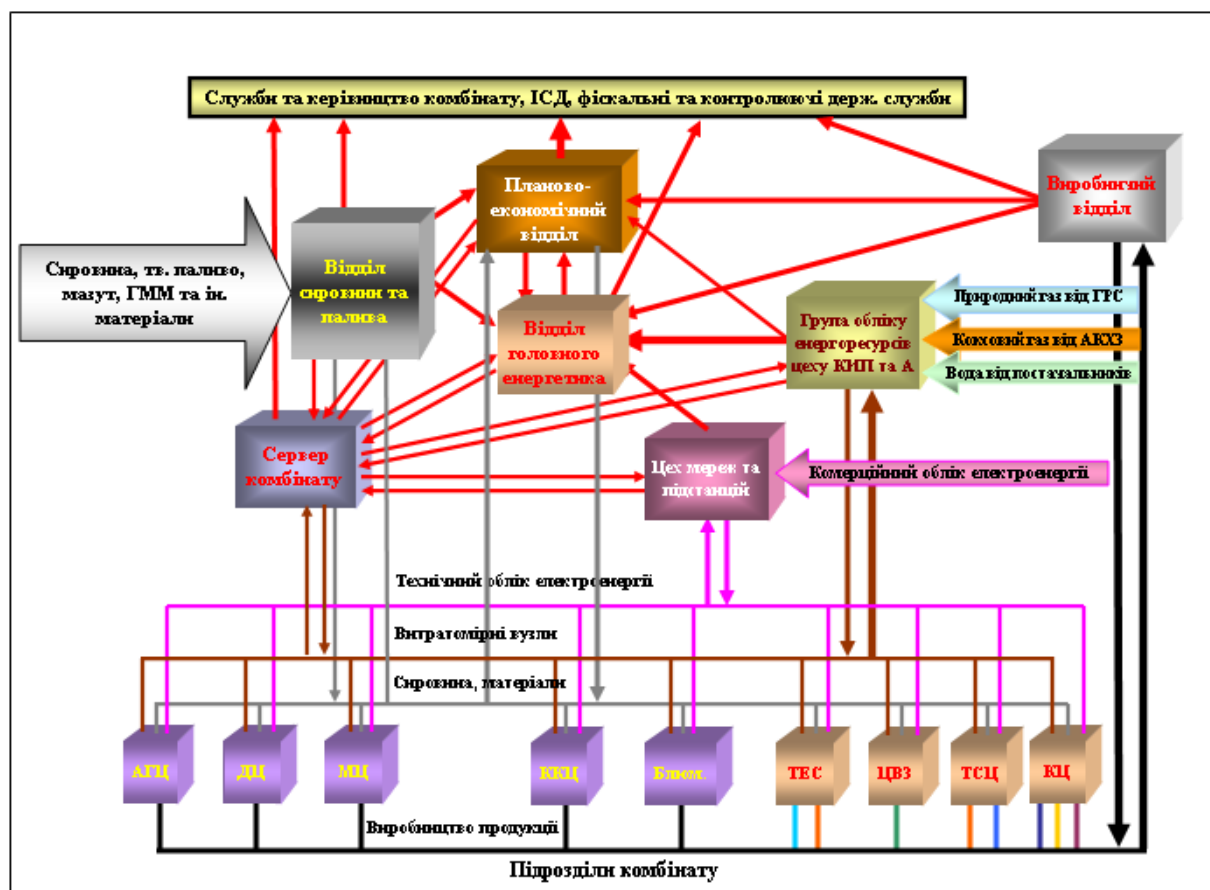 Служби та керівництво комбінату, ІСД, фіскальні та контролюючі держ. служби
Планово-
економічний
відділ
Виробничий
відділ
Сировина, тв. паливо,
мазут, ГММ та ін.
матеріали
Відділ
сировини та
палива
Відділ
головного
енергетика
Група обліку
енергоресурсів
цеху КИП та А
Природний газ від ГРС
Коксовий газ від АКХЗ
Вода від постачальників
Сервер
комбінату
Цех мереж та
підстанцій
Комерційний облік електроенергії
Технічний облік електроенергії
Витратомірні вузли
Сировина, матеріали
АГЦ
ДЦ
МЦ
ККЦ
Блюм.
ТЕС
ЦВЗ
ТСЦ
КЦ
Виробництво продукції
Підрозділи комбінату